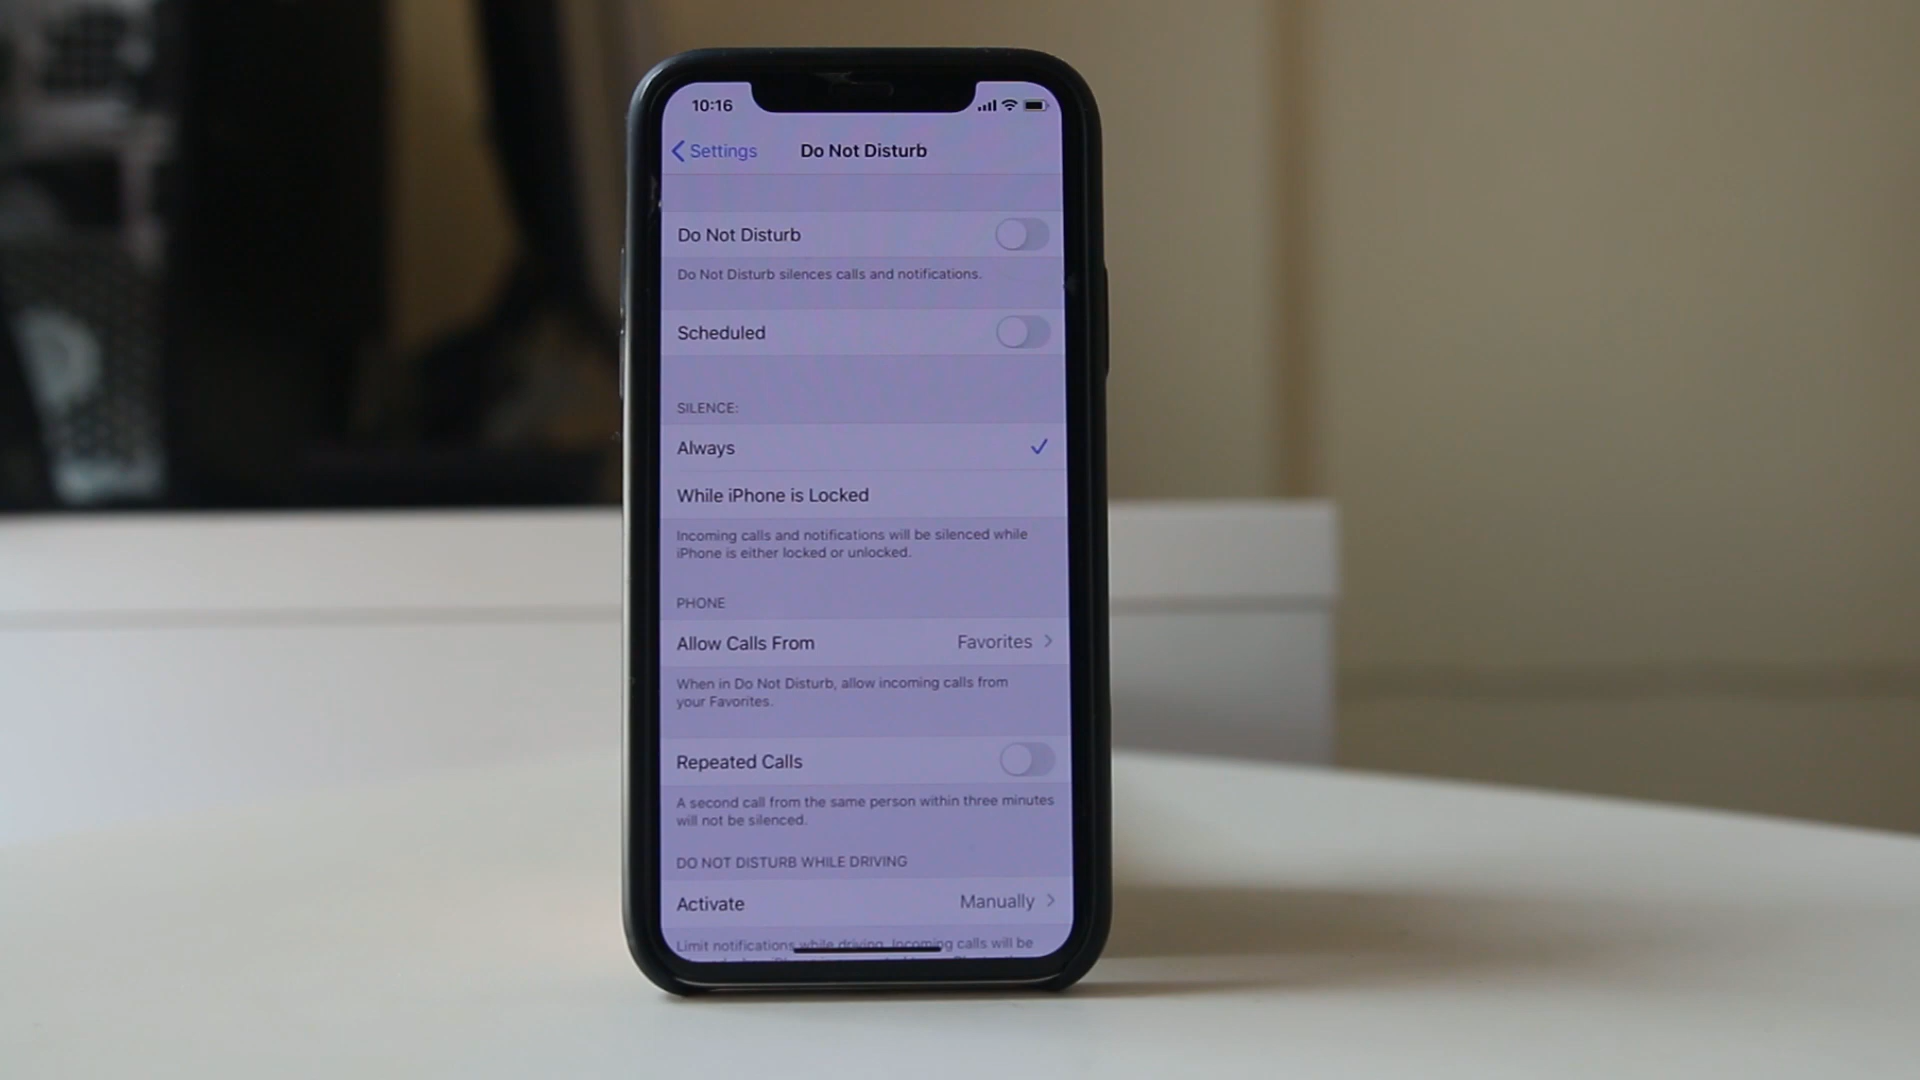 10:16
Settings
Do Not Disturb
Do Not Disturb
Do Not Disturb silences calls and notifications.
Scheduled
SILENCE:
Always
While iPhone is Locked
Incoming calls and notifications will be silenced while
iPhone is either locked or unlocked.
PHONE
Allow Calls From Favorites
When in Do Not Disturb, allow incoming calls from
your Favorites.
Repeated Calls
A second call from the same person within three minutes
will not be silenced.
DO NOT DISTURB WHILE DRIVING
Activate Manually
Limit notifications while driving. Incoming calls will be